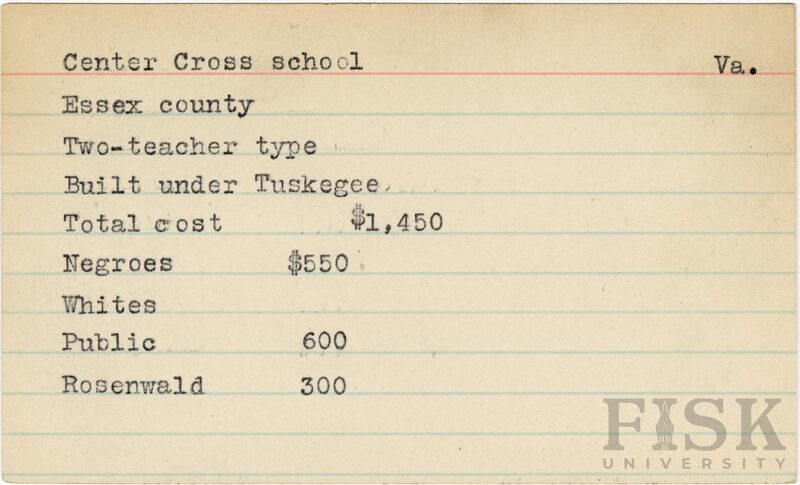 Center Cross school Va.
Essex county
Two-teacher type
Built under Tuskegee.
Total cost $1,450
Negroes $550
Whites
Public 600
Rosenwald 300
FISK
UNIVERSITY